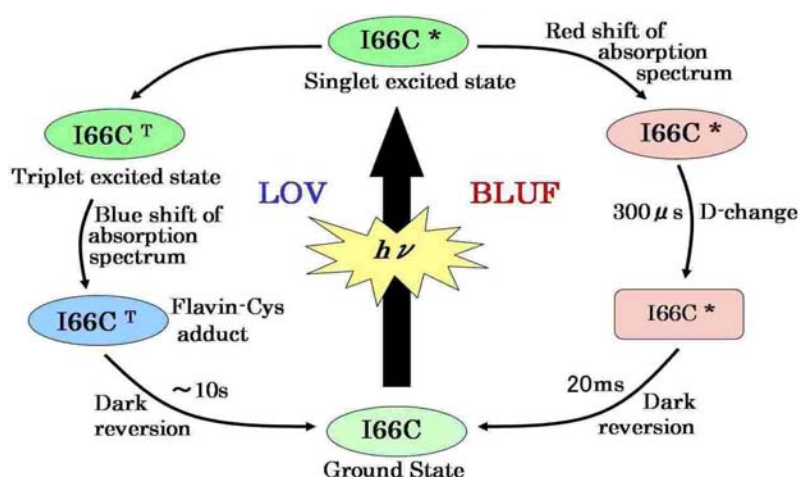 I66C *
Singlet excited state
Red shift of
absorption
spectrum
I66C T
Triplet excited state
I66C *
LOV
BLUF
Blue shift of
absorption
spectrum
300 μ s D-change
hν
I66C T
Flavin-Cys
adduct
I66C *
~10s
20ms
Dark
reversion
Dark
reversion
I66C
Ground State